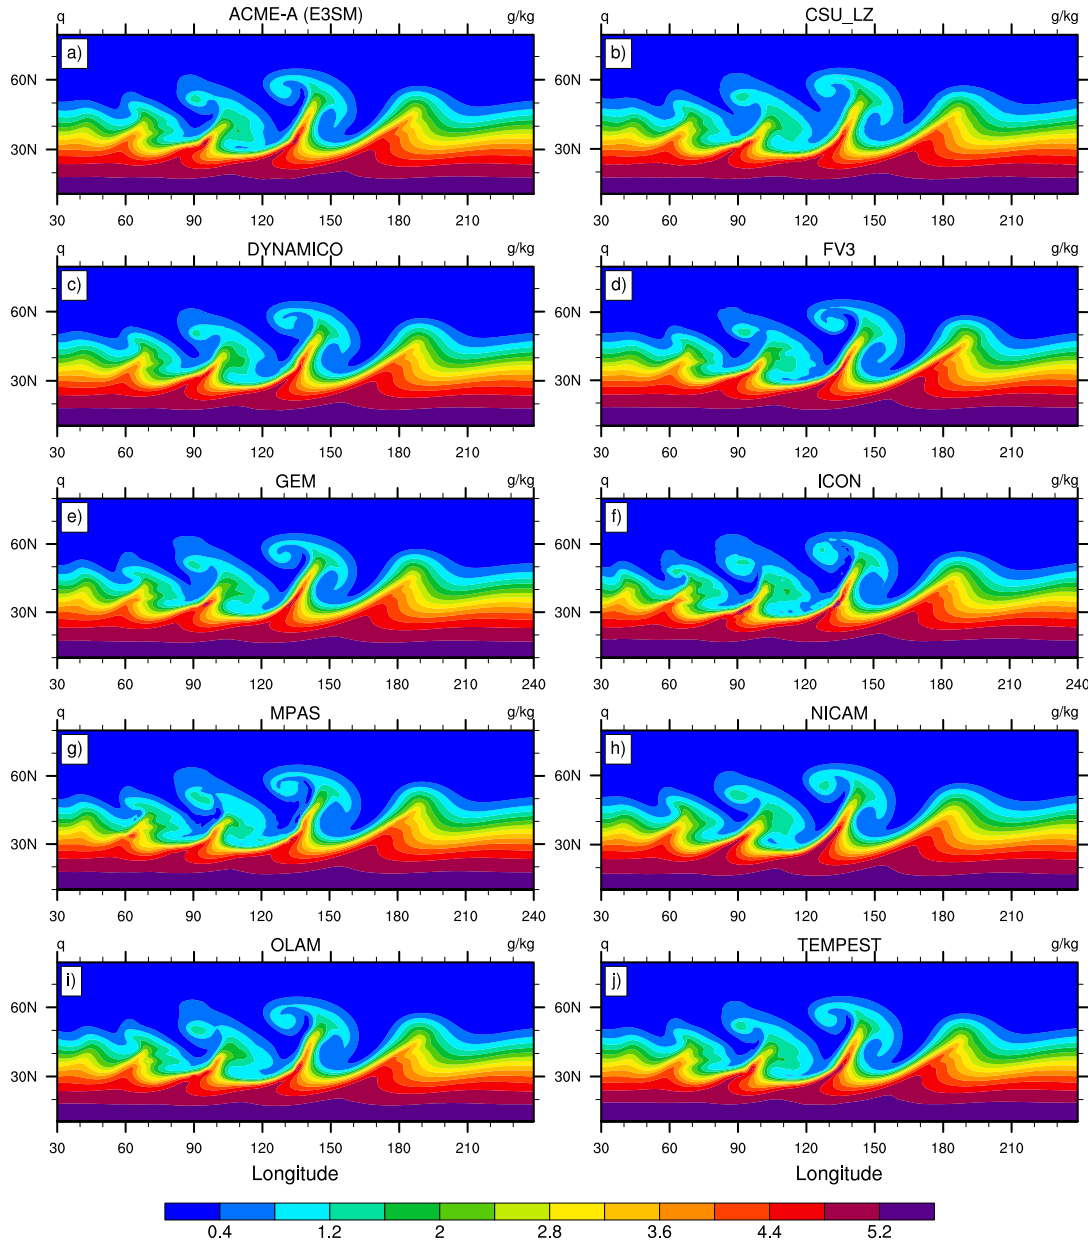 ACME-A (E3SM) CSU_LZ
q g/kg q g/kg
a) b)
60N 60N
30N 30N
30 60 90 120 150 180 210 30 60 90 120 150 180 210
DYNAMICO FV3
q g/kg q g/kg
c) d)
60N 60N
30N 30N
30 60 90 120 150 180 210 30 60 90 120 150 180 210
GEM ICON
q g/kg q g/kg
e) f)
60N 60N
30N 30N
30 60 90 120 150 180 210 240 30 60 90 120 150 180 210 240
MPAS NICAM
q g/kg q g/kg
g) h)
60N 60N
30N 30N
30 60 90 120 150 180 210 240 30 60 90 120 150 180 210
OLAM TEMPEST
q g/kg q g/kg
i) j)
60N 60N
30N 30N
30 60 90 120 150 180 210 30 60 90 120 150 180 210
Longitude Longitude
0.4 1.2 2 2.8 3.6 4.4 5.2